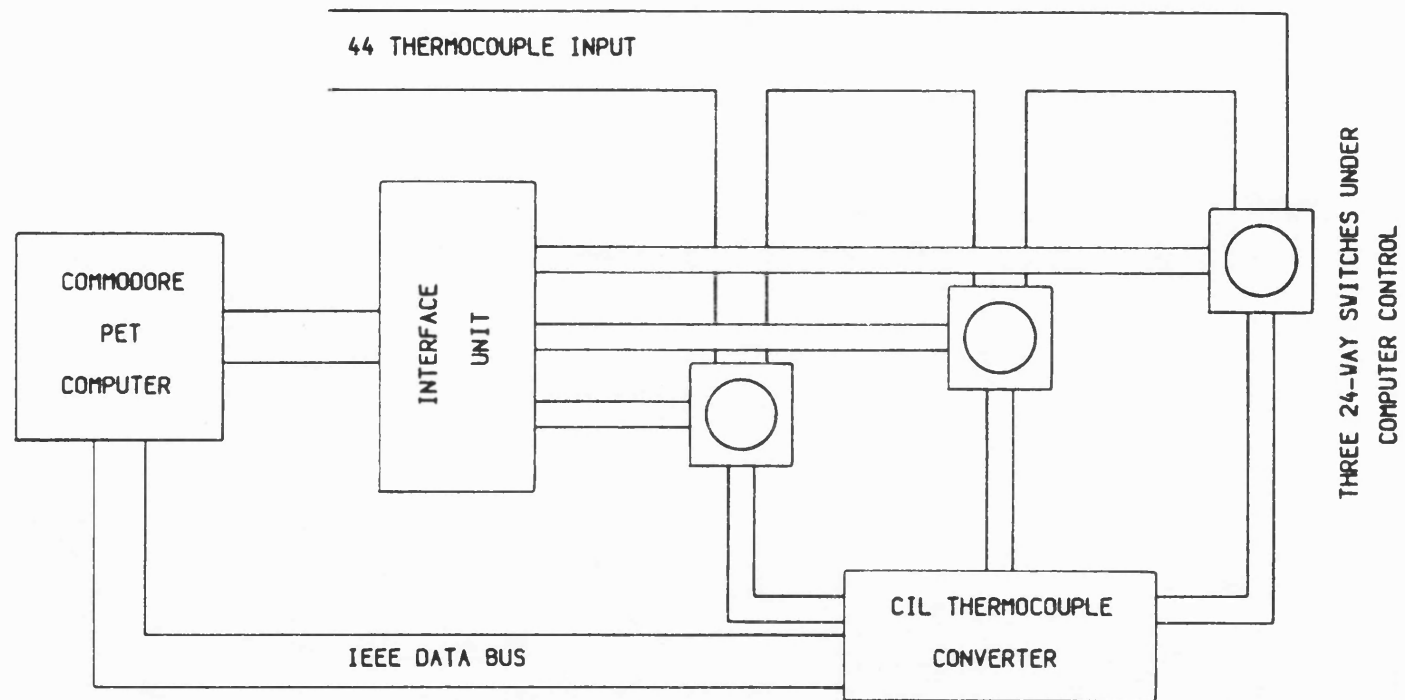 44 THERMOCOUPLE INPUT
COMMODORE
PET
COMPUTER
INTERFACE
UNIT
THREE 24-WAY SWITCHES UNDER
COMPUTER CONTROL
CIL THERMOCOUPLE
CONVERTER
IEEE DATA BUS